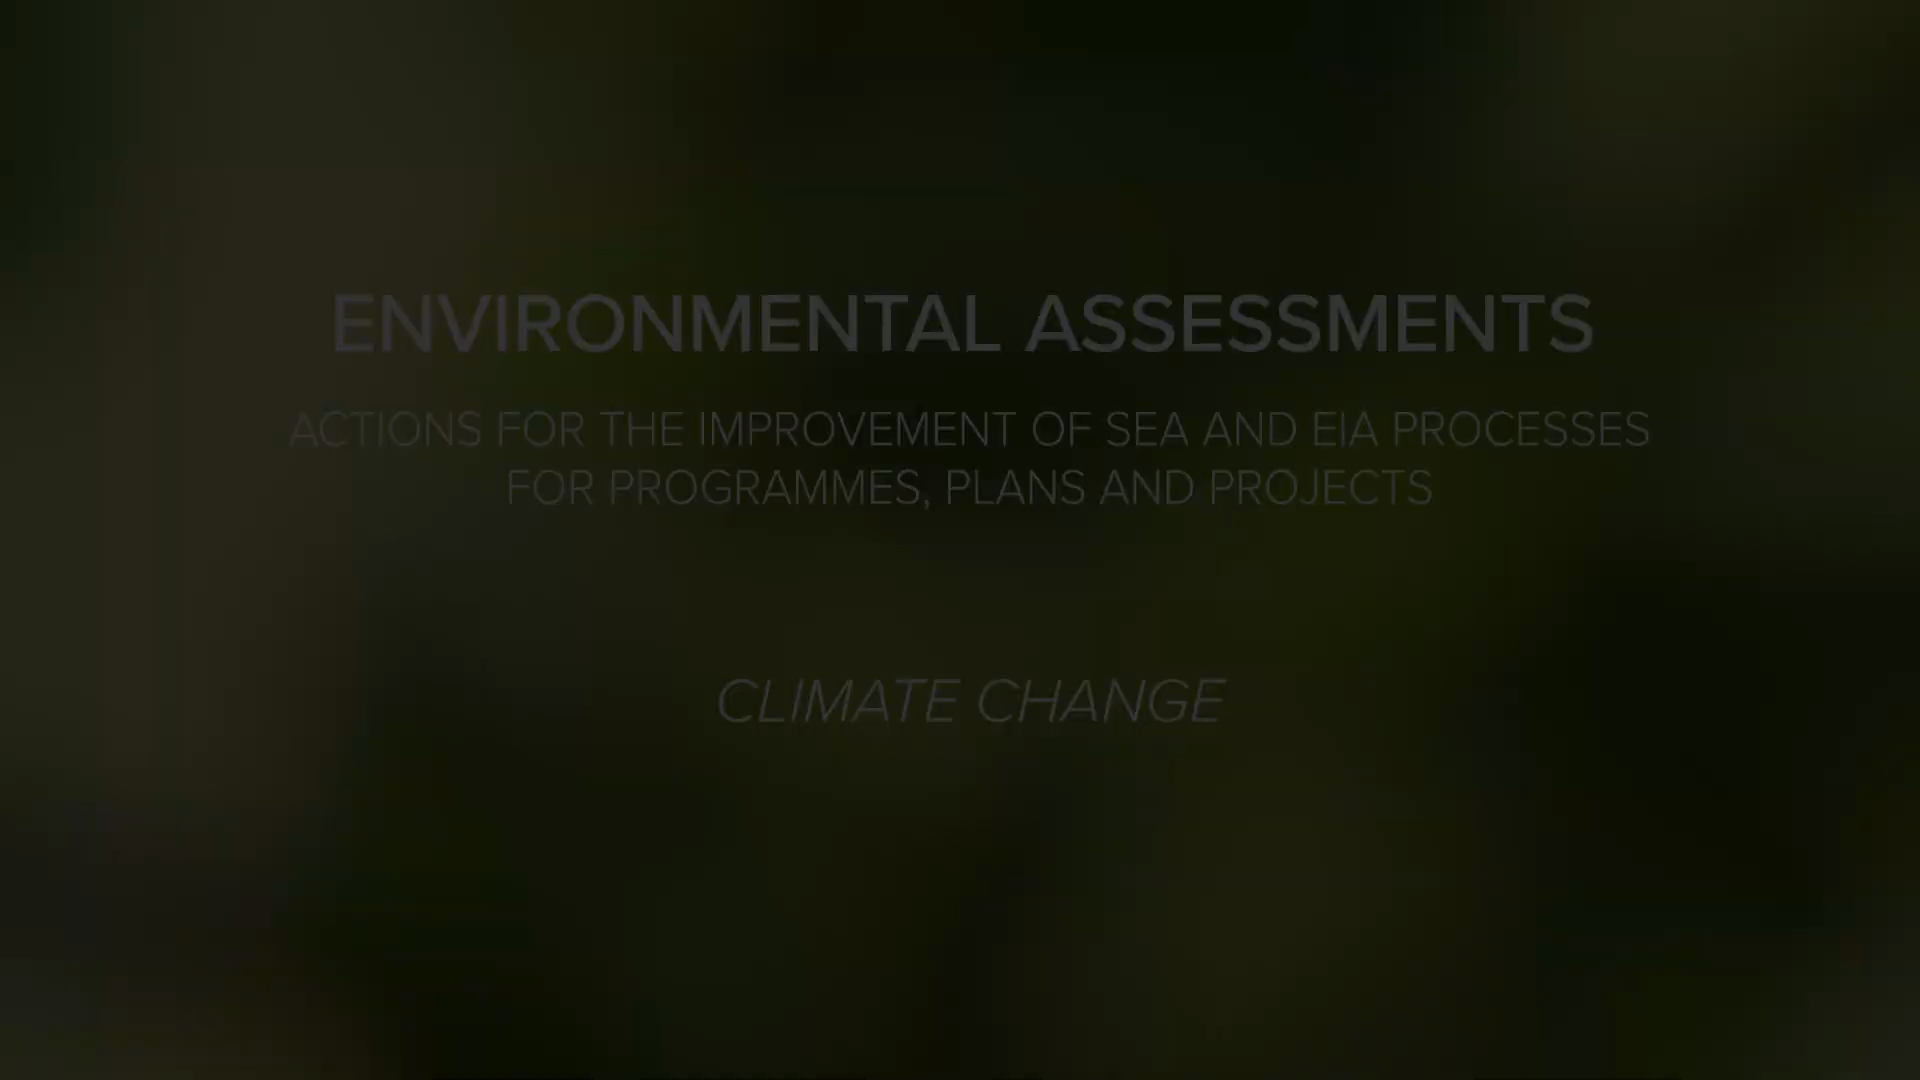 ENVIRONMENTAL ASSESSMENTS
ACTIONS FOR THE IMPROVEMENT OF SEA AND EIA PROCESSES
FOR PROGRAMMES, PLANS AND PROJECTS
CLIMATE CHANGE